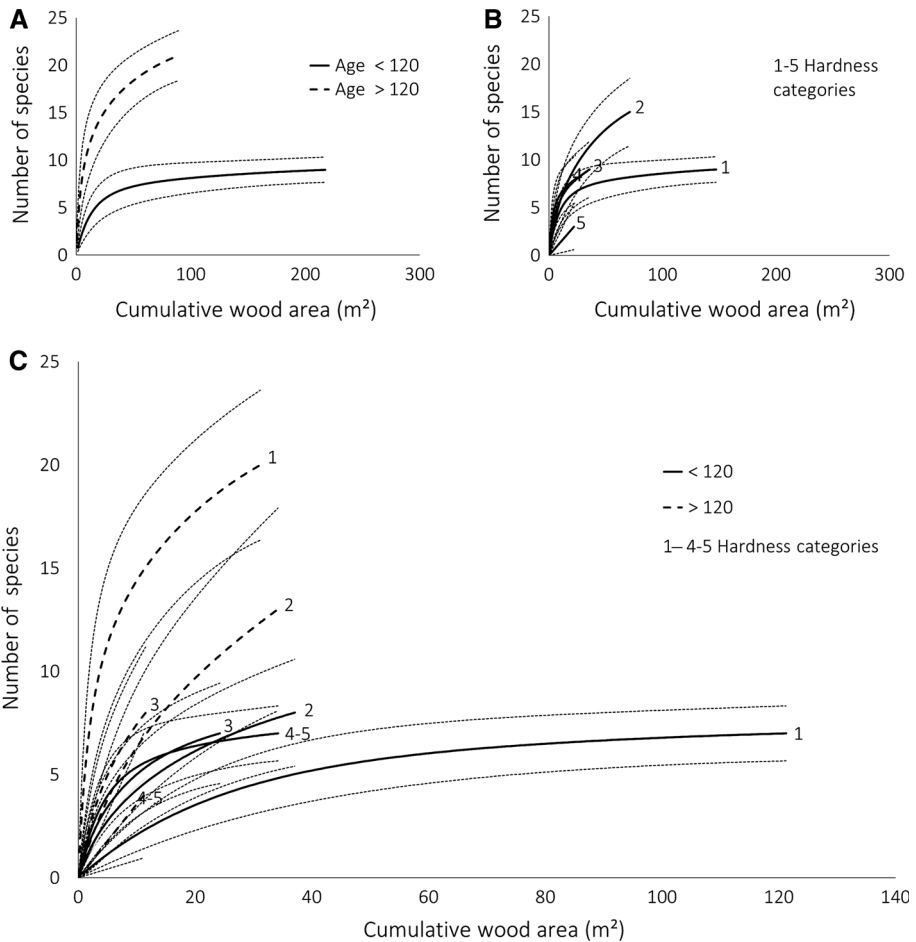 A
25
20
15
10
5
0
Number of species
Age < 120
Age > 120
0 100 200 300
Cumulative wood area (m²)
B
25
20
15
10
5
0
Number of species
1-5 Hardness
categories
2
3
4
1
5
0 100 200 300
Cumulative wood area (m²)
C
25
20
15
10
5
0
Number of species
1
2
3
3
2
4-5
1
4-5
< 120
> 120
1–4-5 Hardness categories
0 20 40 60 80 100 120 140
Cumulative wood area (m²)